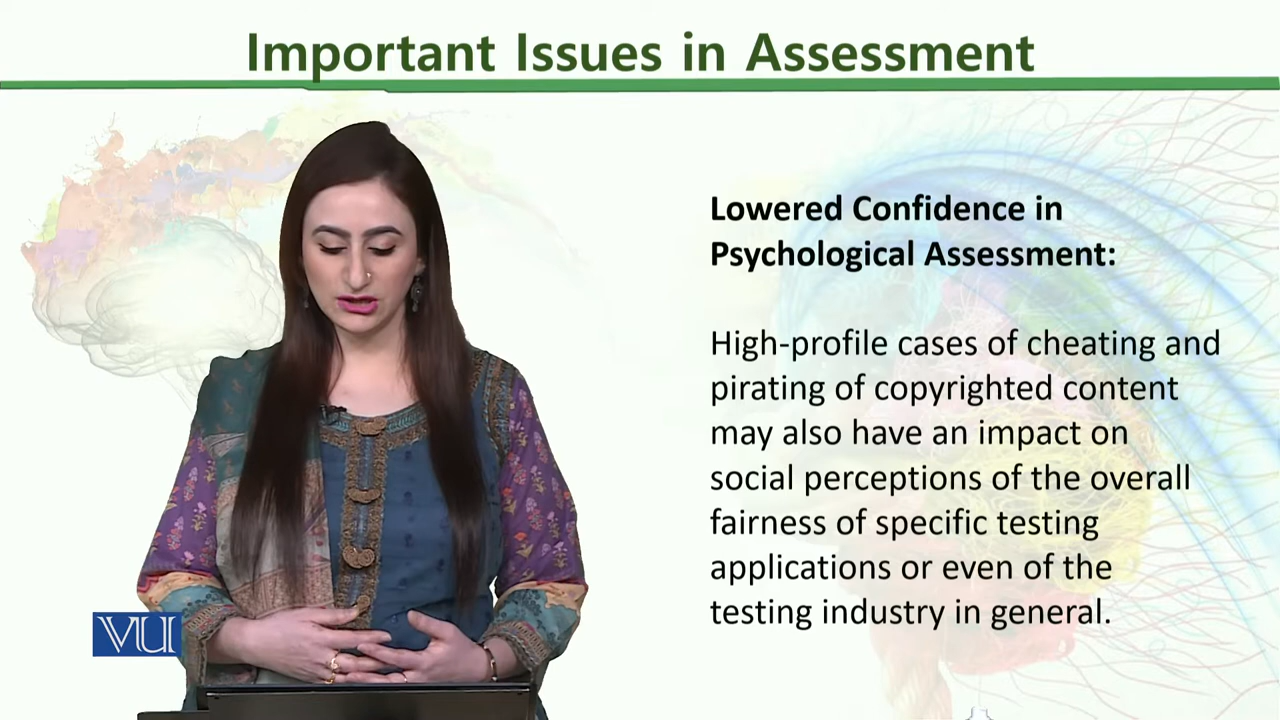 Important Issues in Assessment
Lowered Confidence in
Psychological Assessment:
High-profile cases of cheating and
pirating of copyrighted content
may also have an impact on
social perceptions of the overall
fairness of specific testing
applications or even of the
testing industry in general.
VU